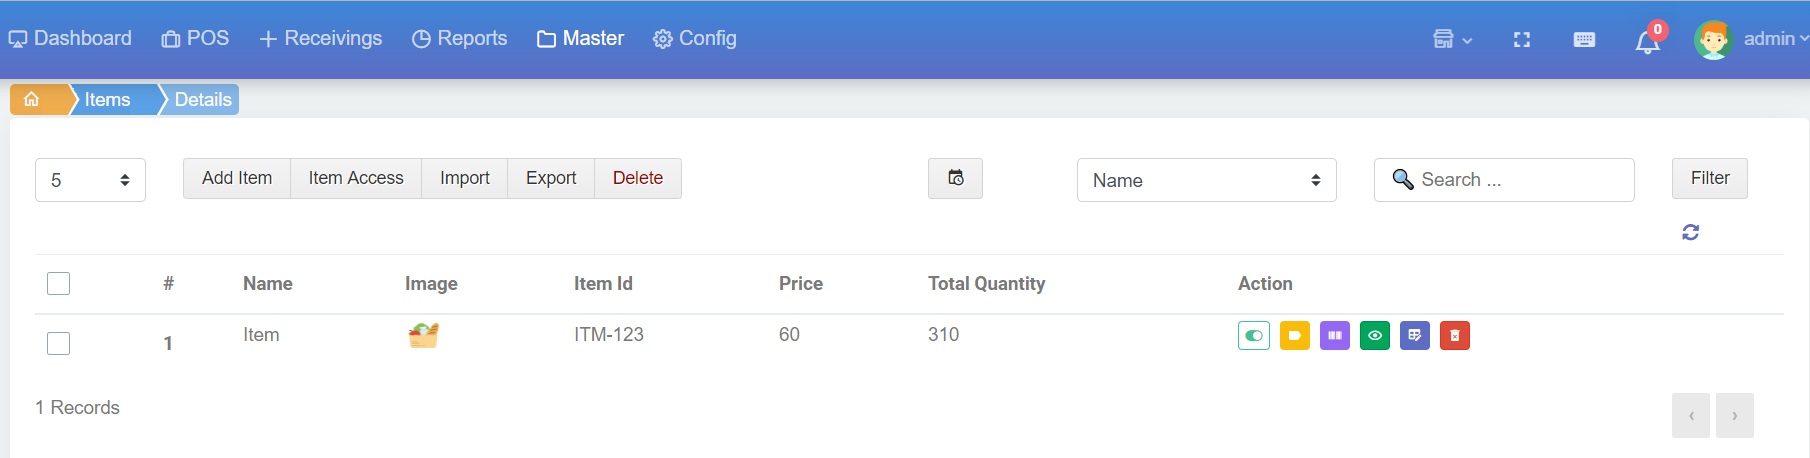 Dashboard POS Receivings Reports Master Config 0 admin
Items Details
5 Add Item Item Access Import Export Delete Name Search ... Filter
# Name Image Item Id Price Total Quantity Action
1 Item ITM-123 60 310
1 Records ‹ ›